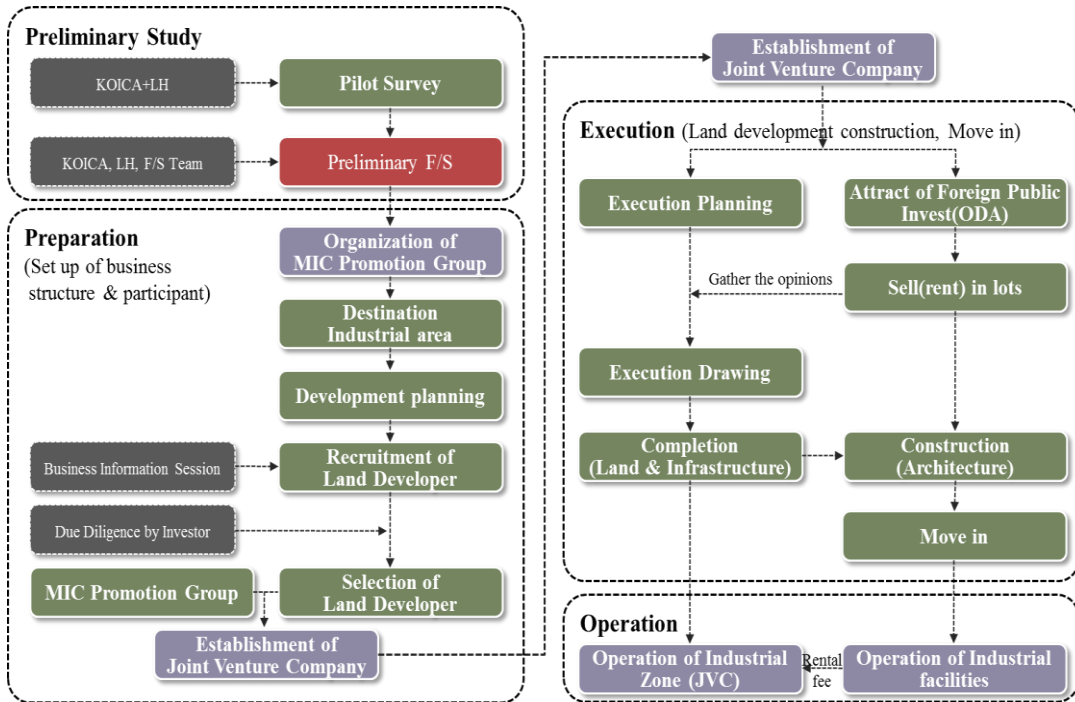 Preliminary Study
KOICA+LH
Pilot Survey
KOICA, LH, F/S Team
Preliminary F/S
Preparation
(Set up of business
structure & participant)
Organization of
MIC Promotion Group
Destination
Industrial area
Development planning
Business Information Session
Recruitment of
Land Developer
Due Diligence by Investor
MIC Promotion Group
Selection of
Land Developer
Establishment of
Joint Venture Company
Establishment of
Joint Venture Company
Execution (Land development construction, Move in)
Execution Planning
Attract of Foreign Public
Invest(ODA)
Gather the opinions
Sell(rent) in lots
Execution Drawing
Completion
(Land & Infrastructure)
Construction
(Architecture)
Move in
Operation
Operation of Industrial
Zone (JVC)
Rental
fee
Operation of Industrial
facilities